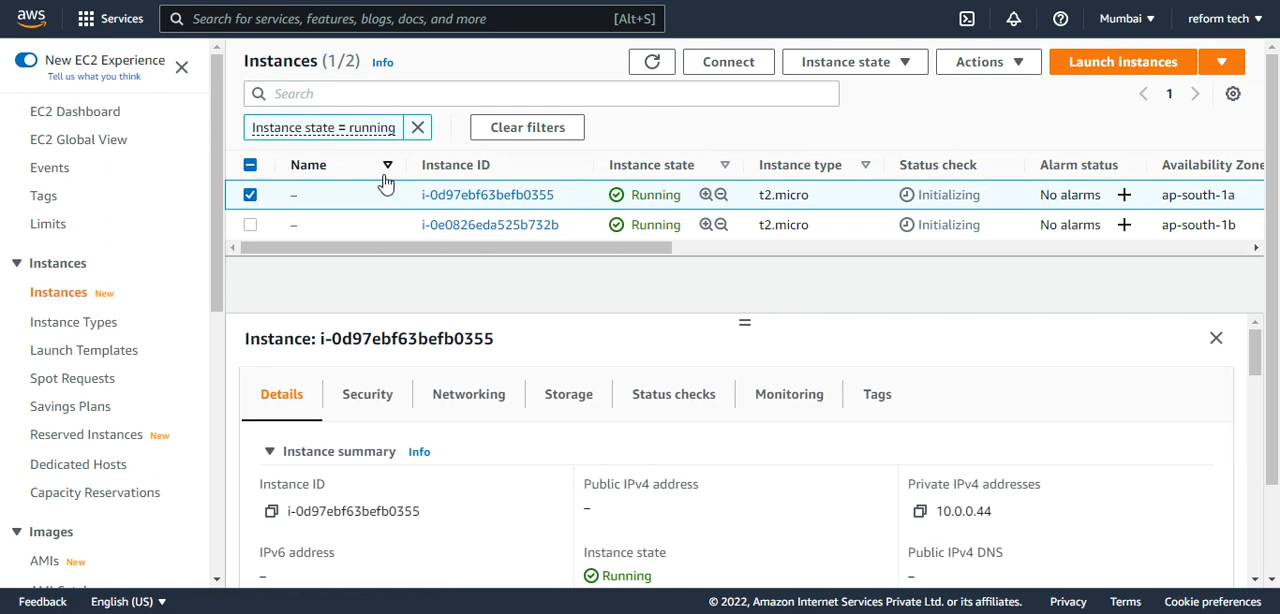 aws Services Search for services, features, blogs, docs, and more [Alt+S] Mumbai ▼ reform tech ▼
New EC2 Experience
Tell us what you think
EC2 Dashboard
EC2 Global View
Events
Tags
Limits
▼ Instances
Instances New
Instance Types
Launch Templates
Spot Requests
Savings Plans
Reserved Instances New
Dedicated Hosts
Capacity Reservations
▼ Images
AMIs New
Instances (1/2) Info Connect Instance state ▼ Actions ▼ Launch instances ▼
Search 1
Instance state = running Clear filters
Name Instance ID Instance state Instance type Status check Alarm status Availability Zone
– i-0d97ebf63befb0355 Running t2.micro Initializing No alarms + ap-south-1a
– i-0e0826eda525b732b Running t2.micro Initializing No alarms + ap-south-1b
Instance: i-0d97ebf63befb0355
Details Security Networking Storage Status checks Monitoring Tags
▼ Instance summary Info
Instance ID Public IPv4 address Private IPv4 addresses
i-0d97ebf63befb0355 – 10.0.0.44
IPv6 address Instance state Public IPv4 DNS
– Running –
Feedback English (US) ▼ © 2022, Amazon Internet Services Private Ltd. or its affiliates. Privacy Terms Cookie preferences